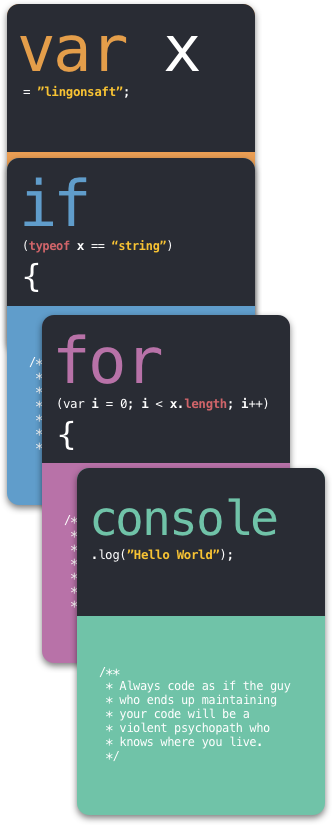 var x
= ”lingonsaft”;
if
(typeof x == “string”)
{
/*
*
*
*
*
*
*
for
(var i = 0; i < x.length; i++)
{
/*
*
*
*
*
*
*
console
.log(”Hello World”);
/**
* Always code as if the guy
* who ends up maintaining
* your code will be a
* violent psychopath who
* knows where you live.
*/